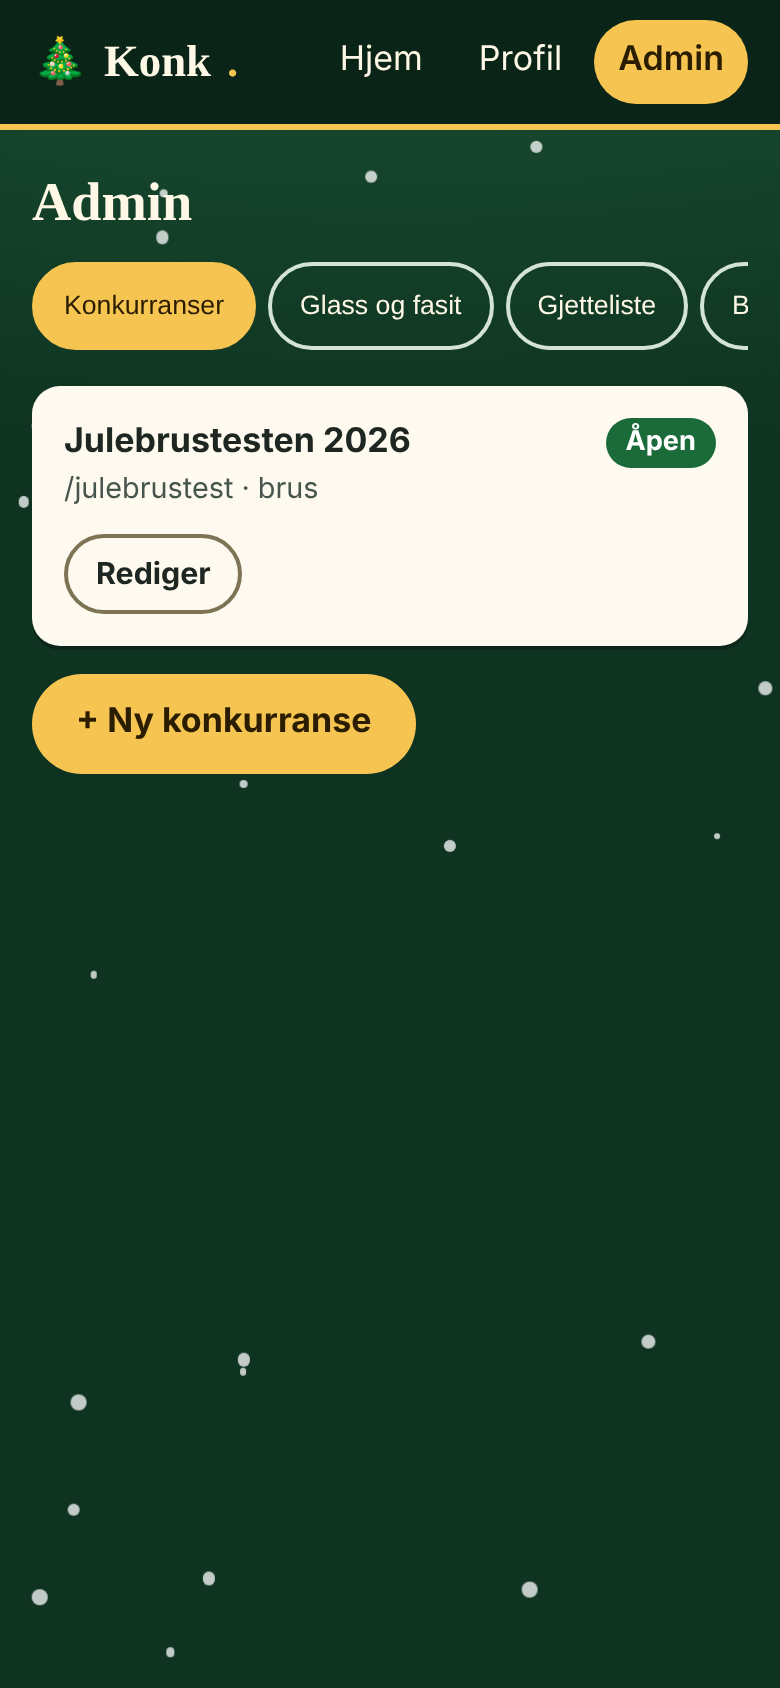 Konk .
Hjem
Profil
Admin
Admin
Konkurranser
Glass og fasit
Gjetteliste
B
Julebrustesten 2026
Åpen
/julebrustest · brus
Rediger
+ Ny konkurranse